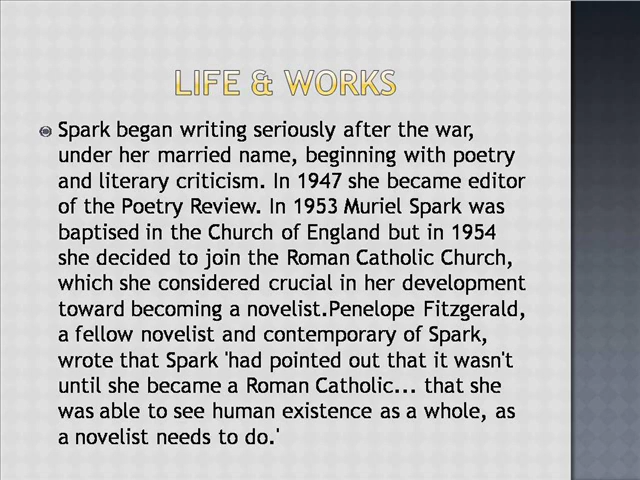 LIFE & WORKS
Spark began writing seriously after the war,
under her married name, beginning with poetry
and literary criticism. In 1947 she became editor
of the Poetry Review. In 1953 Muriel Spark was
baptised in the Church of England but in 1954
she decided to join the Roman Catholic Church,
which she considered crucial in her development
toward becoming a novelist.Penelope Fitzgerald,
a fellow novelist and contemporary of Spark,
wrote that Spark 'had pointed out that it wasn't
until she became a Roman Catholic... that she
was able to see human existence as a whole, as
a novelist needs to do.'